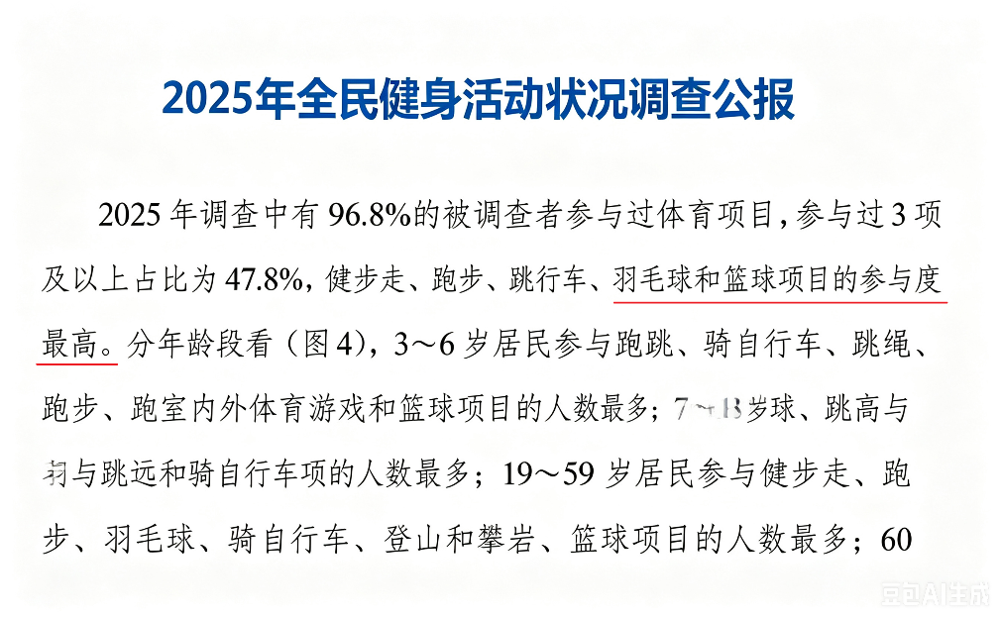 2025年全民健身活动状况调查公报
2025 年调查中有 96.8%的被调查者参与过体育项目,参与过 3 项
及以上占比为 47.8%, 健步走、跑步、跳行车、羽毛球和篮球项目的参与度
最高。分年龄段看(图 4), 3～6 岁居民参与跑跳、骑自行车、跳绳、
跑步、跑室内外体育游戏和篮球项目的人数最多; 7～ 岁球、跳高与
与跳远和骑自行车项的人数最多; 19～59 岁居民参与健步走、跑
步、羽毛球、骑自行车、登山和攀岩、篮球项目的人数最多; 60
豆包AI生成